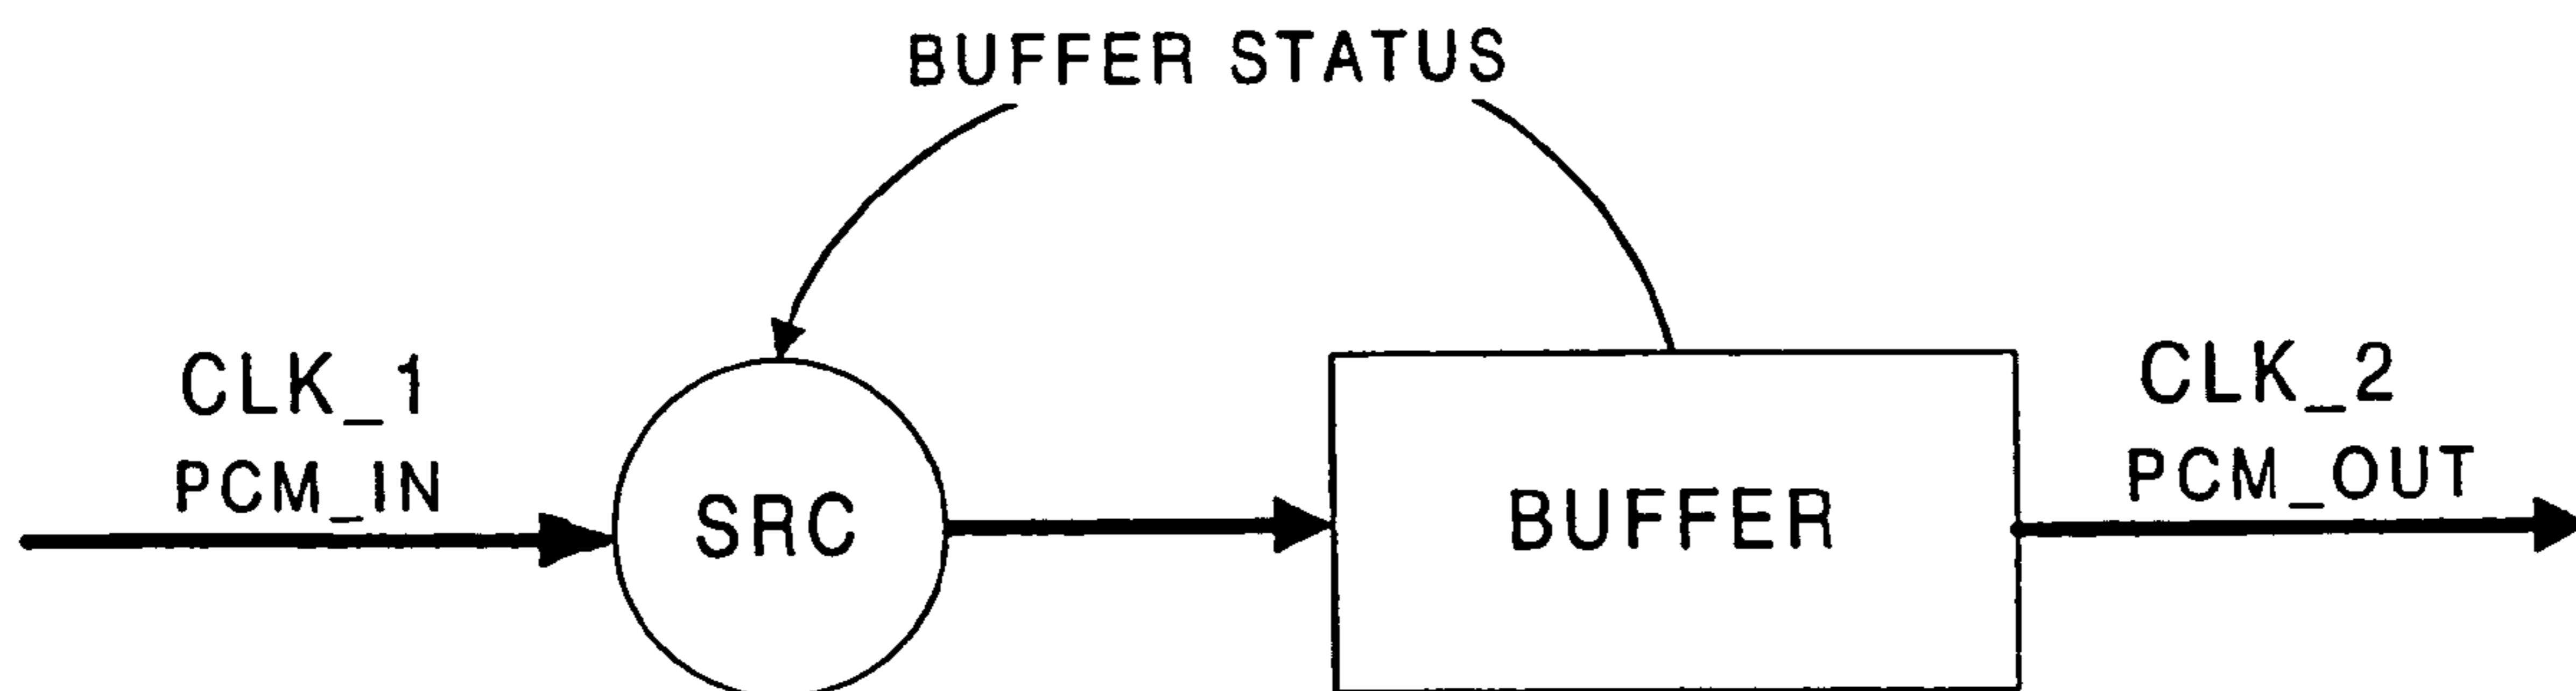 BUFFER STATUS
CLK_1
PCM_IN
SRC
BUFFER
CLK_2
PCM_OUT